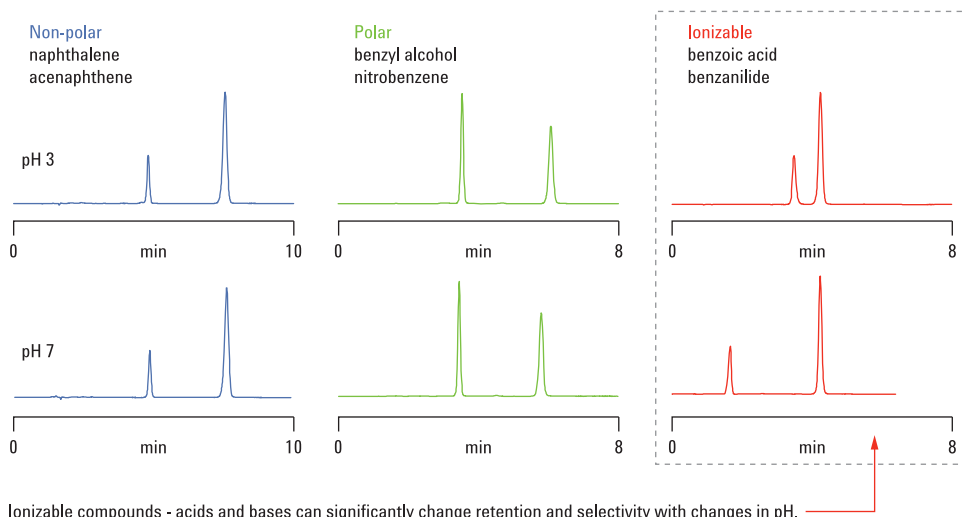 Non-polar
naphthalene
acenaphthene
Polar
benzyl alcohol
nitrobenzene
Ionizable
benzoic acid
benzanilide
pH 3
0 min 10
0 min 8
0 min 8
pH 7
0 min 10
0 min 8
0 min 8
Ionizable compounds - acids and bases can significantly change retention and selectivity with changes in pH.